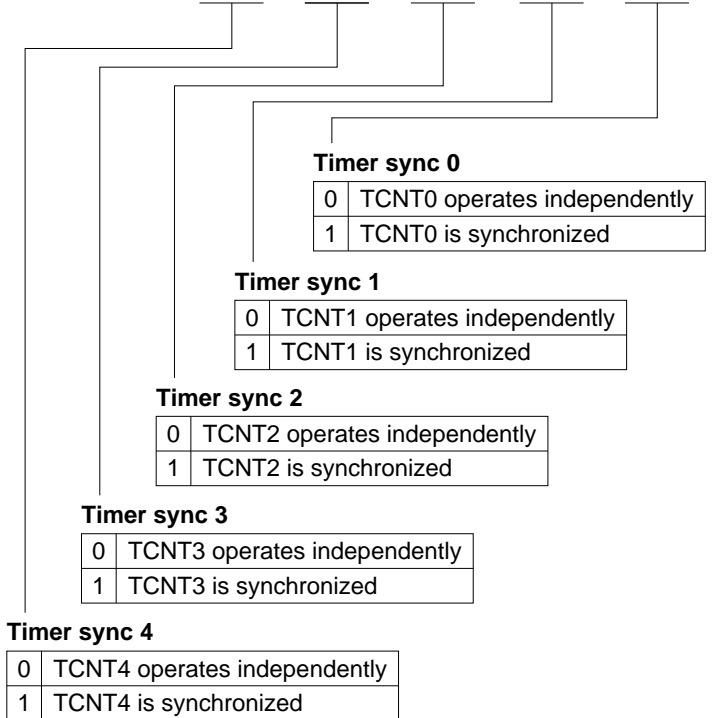 Timer sync 0
0 TCNT0 operates independently
1 TCNT0 is synchronized
Timer sync 1
0 TCNT1 operates independently
1 TCNT1 is synchronized
Timer sync 2
0 TCNT2 operates independently
1 TCNT2 is synchronized
Timer sync 3
0 TCNT3 operates independently
1 TCNT3 is synchronized
Timer sync 4
0 TCNT4 operates independently
1 TCNT4 is synchronized